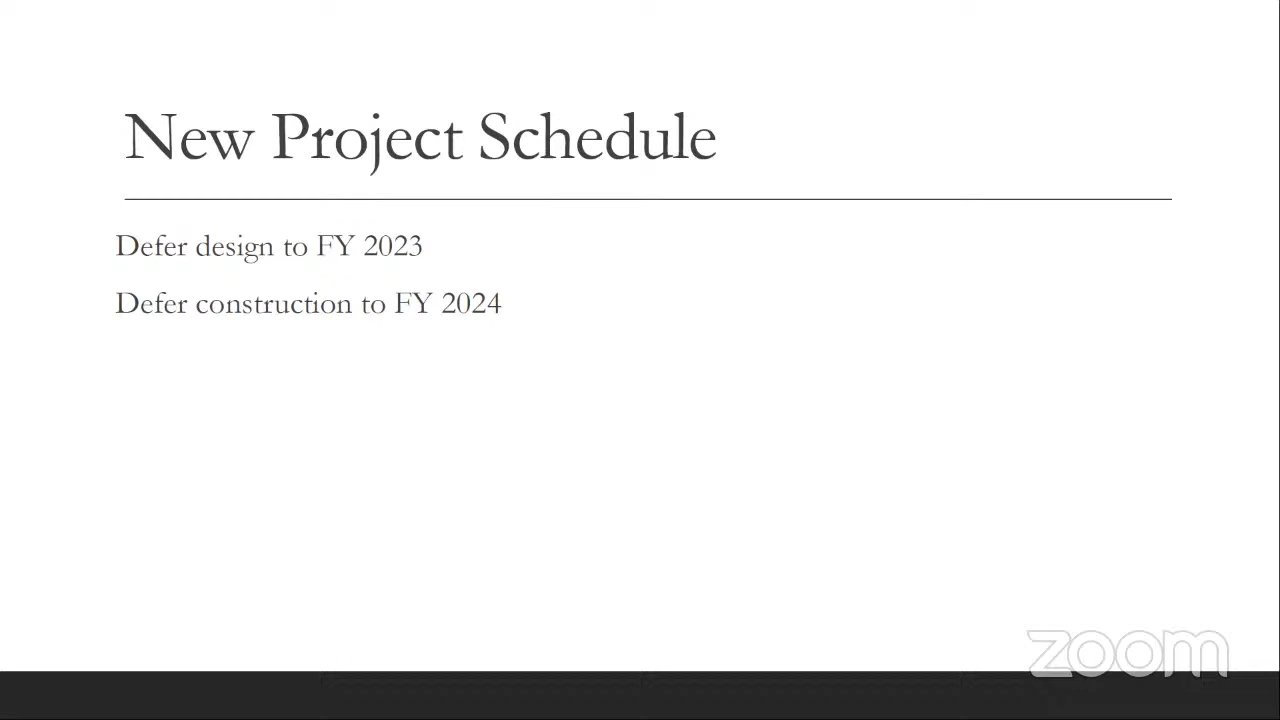 New Project Schedule
Defer design to FY 2023
Defer construction to FY 2024
zoom